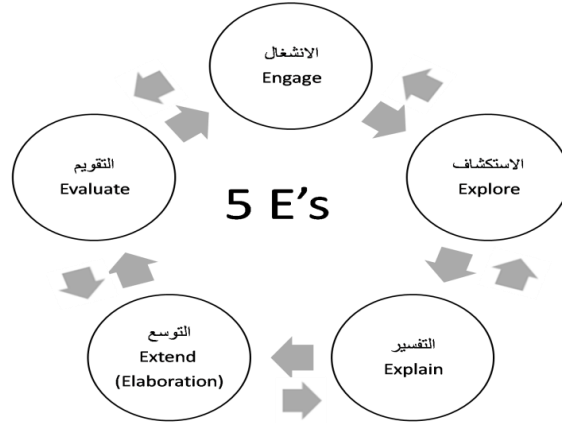 الانشغال
Engage
الاستكشاف
Explore
التفسير
Explain
التوسع
Extend
(Elaboration)
التقويم
Evaluate
5 E’s